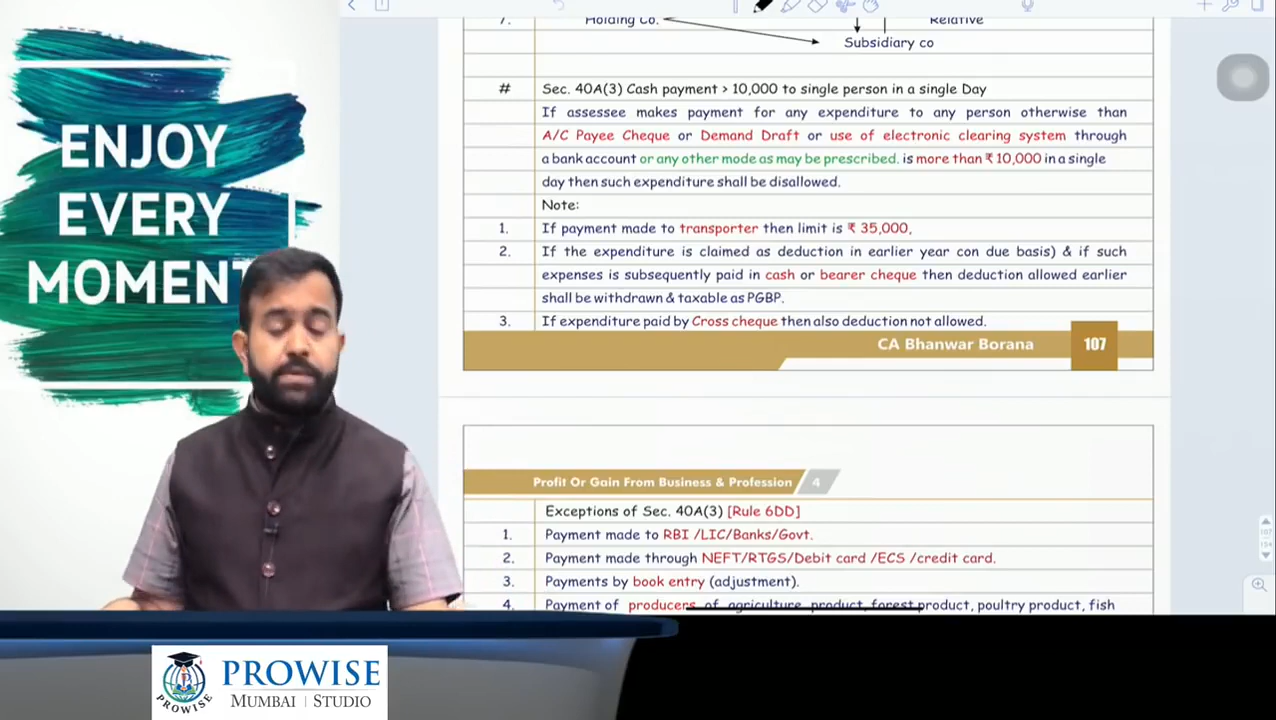 ENJOY
EVERY
MOMENT
7. Holding Co. Relative
Subsidiary co
# Sec. 40A(3) Cash payment > 10,000 to single person in a single Day
If assessee makes payment for any expenditure to any person otherwise than
A/C Payee Cheque or Demand Draft or use of electronic clearing system through
a bank account or any other mode as may be prescribed. is more than ₹ 10,000 in a single
day then such expenditure shall be disallowed.
Note:
1. If payment made to transporter then limit is ₹ 35,000,
2. If the expenditure is claimed as deduction in earlier year con due basis) & if such
expenses is subsequently paid in cash or bearer cheque then deduction allowed earlier
shall be withdrawn & taxable as PGBP.
3. If expenditure paid by Cross cheque then also deduction not allowed.
CA Bhanwar Borana 107
Profit Or Gain From Business & Profession 4
Exceptions of Sec. 40A(3) [Rule 6DD]
1. Payment made to RBI /LIC/Banks/Govt.
2. Payment made through NEFT/RTGS/Debit card /ECS /credit card.
3. Payments by book entry (adjustment).
4. Payment of producers of agriculture product, forest product, poultry product, fish
107
154
PROWISE
PROWISE
MUMBAI | STUDIO